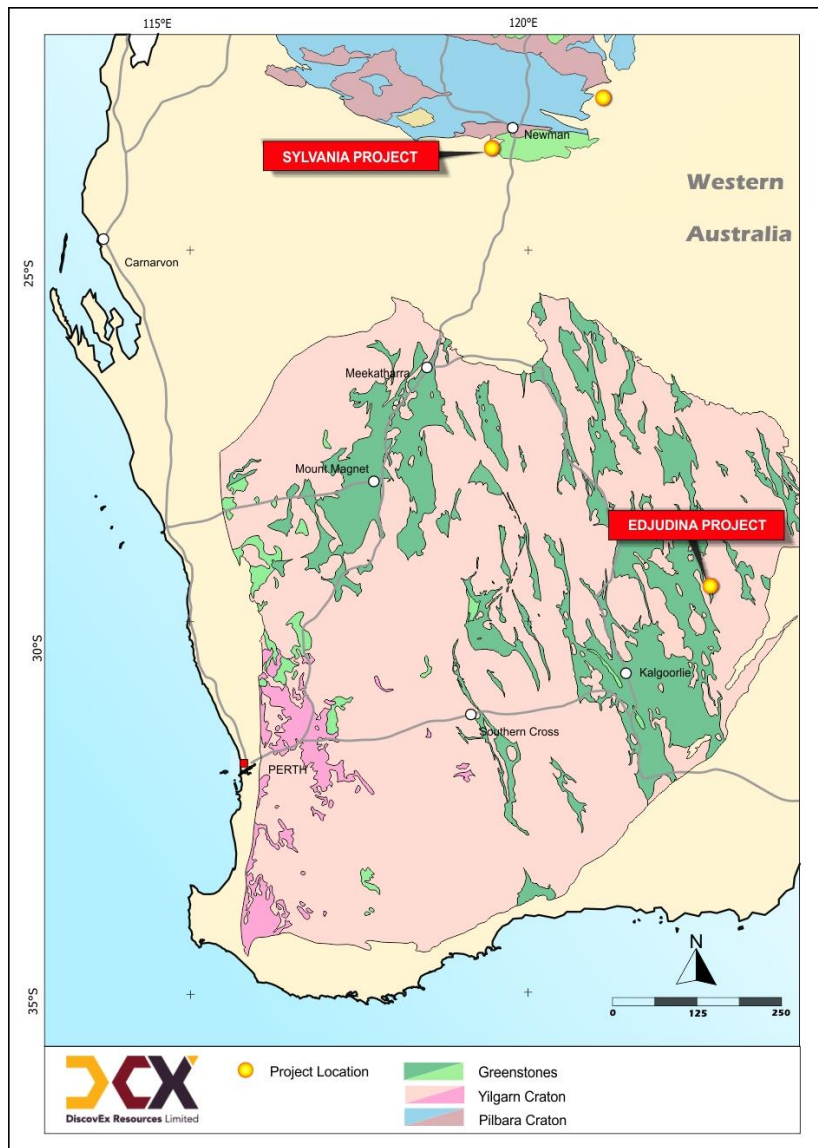 115°E
120°E
Newman
SYLVANIA PROJECT
Western
Australia
Carnarvon
25°S
Meekatharra
Mount Magnet
EDJUDINA PROJECT
30°S
Kalgoorlie
Southern Cross
PERTH
N
35°S
0 125 250
DCX
DiscovEx Resources Limited
Project Location
Greenstones
Yilgarn Craton
Pilbara Craton